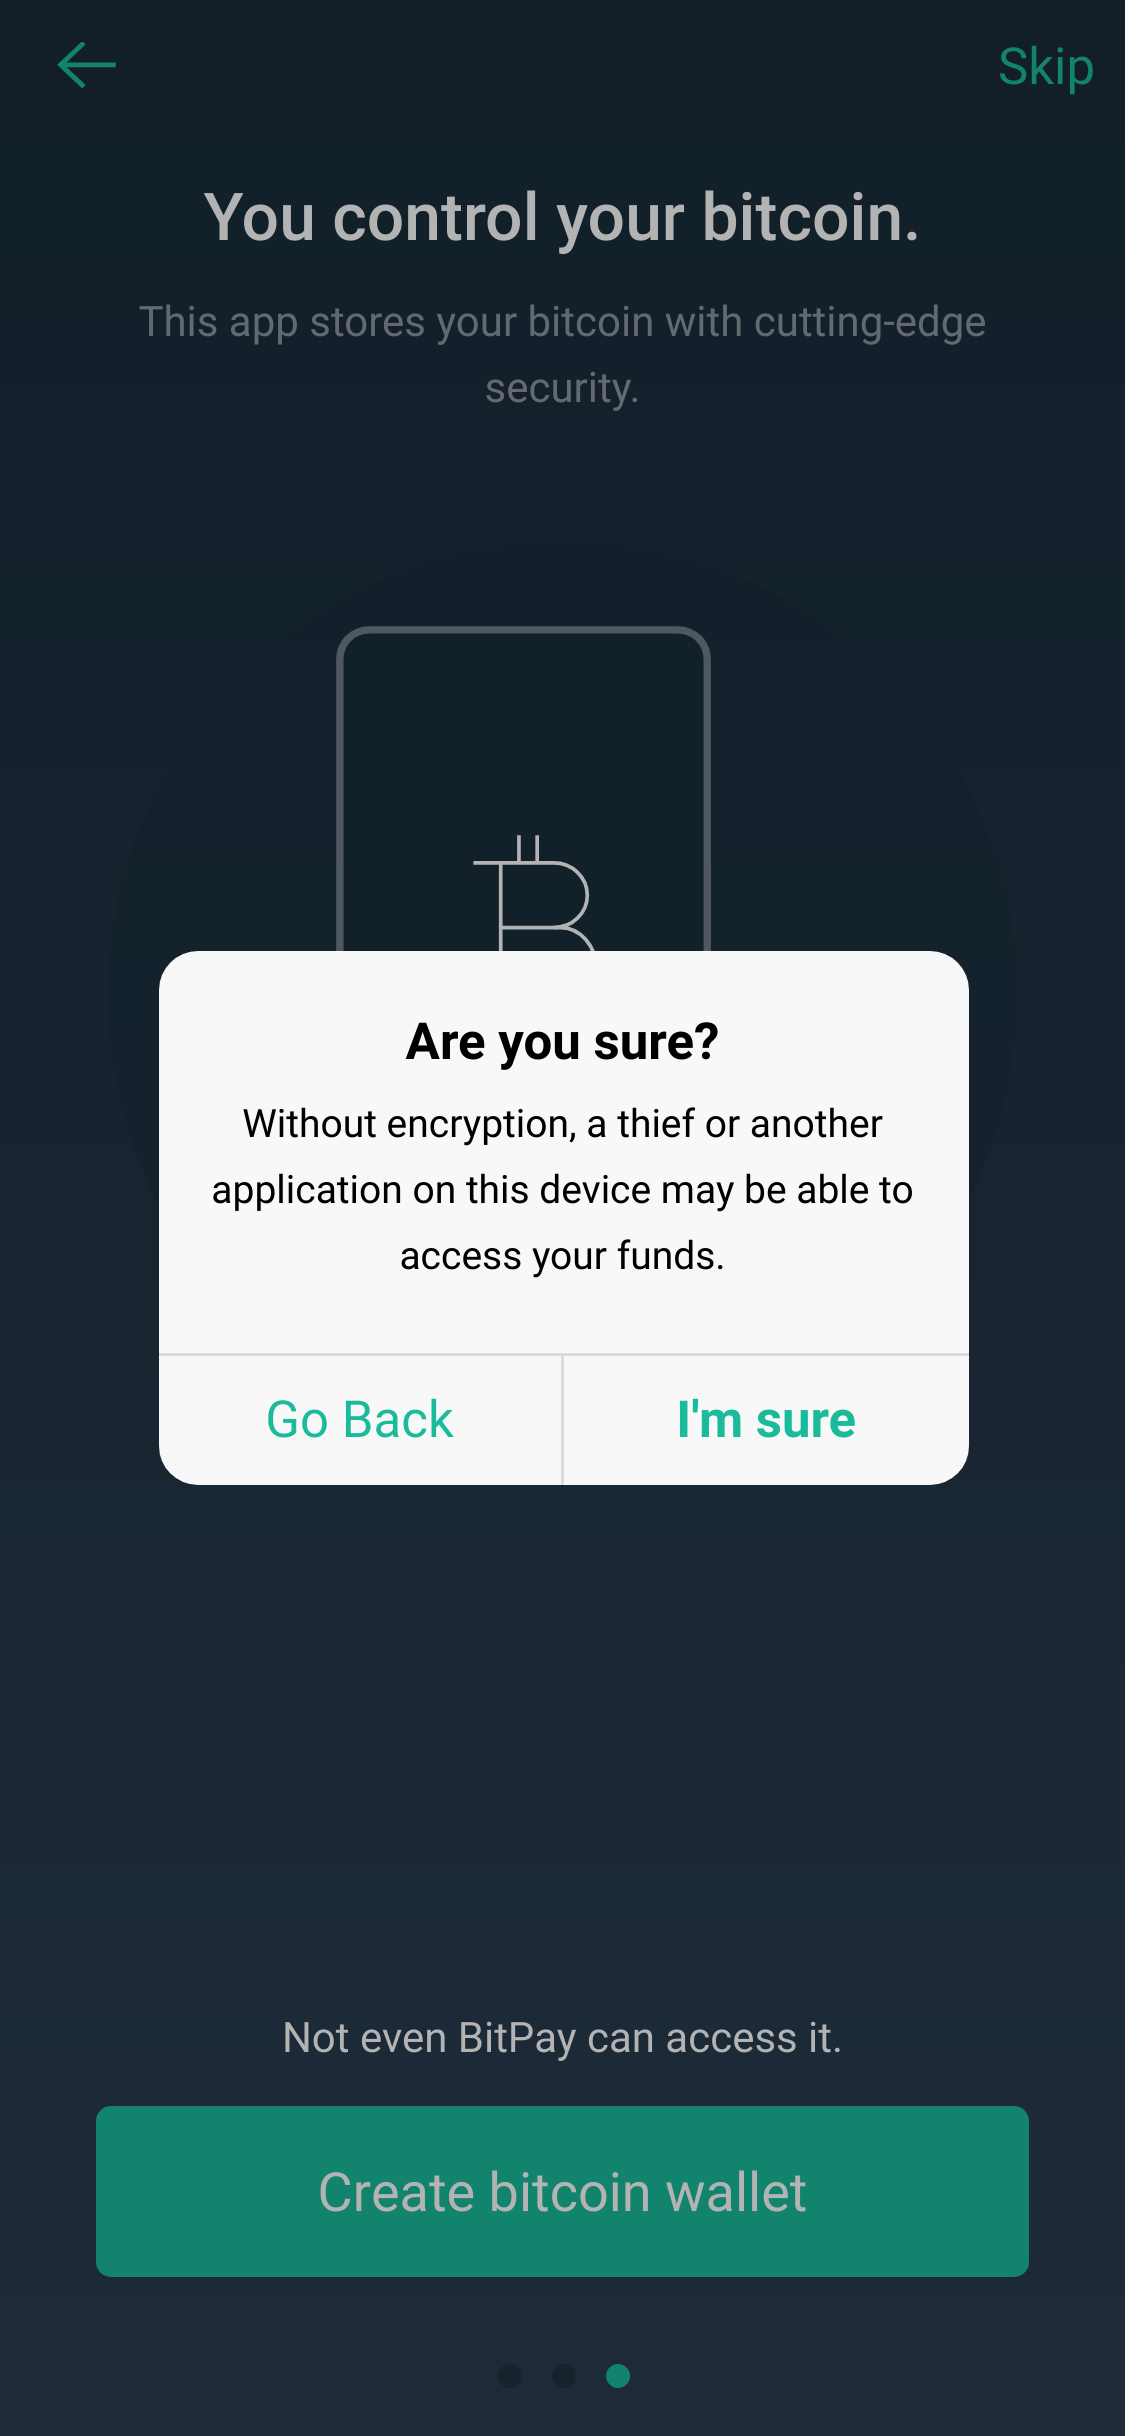 Skip
You control your bitcoin.
This app stores your bitcoin with cutting-edge
security.
Are you sure?
Without encryption, a thief or another
application on this device may be able to
access your funds.
Go Back
I'm sure
Not even BitPay can access it.
Create bitcoin wallet